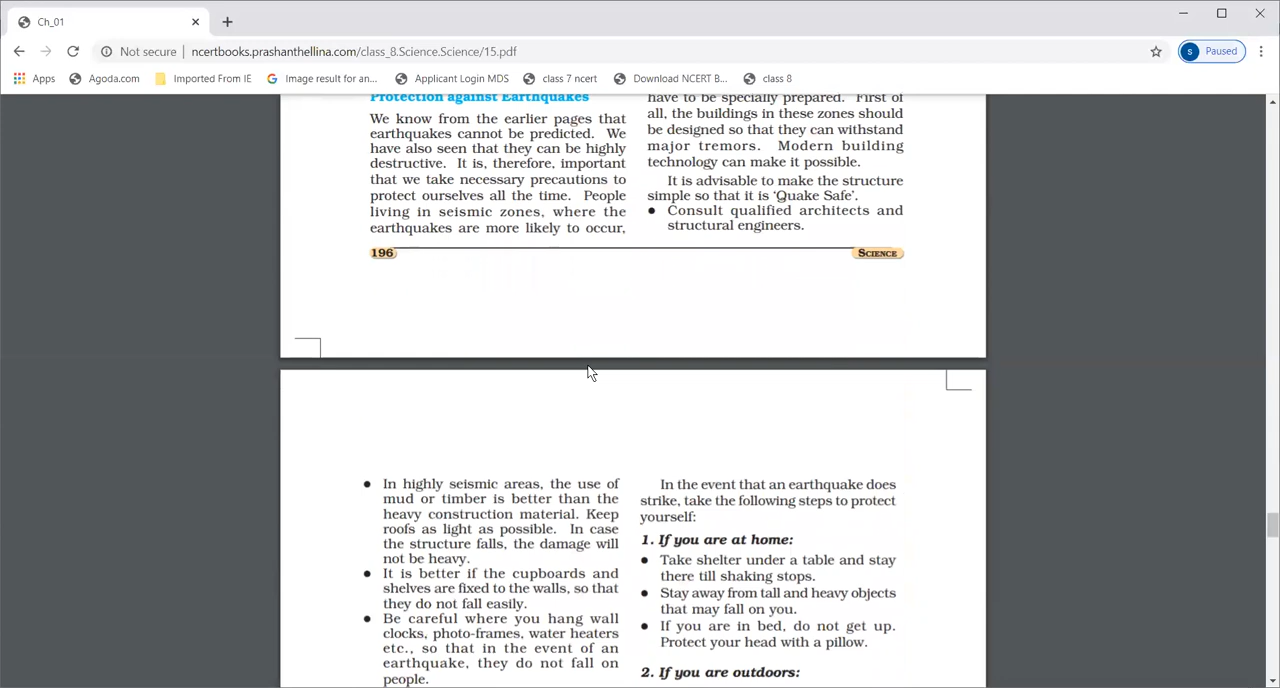 Ch_01
Not secure | ncertbooks.prashanthellina.com/class_8.Science.Science/15.pdf
s Paused
Apps Agoda.com Imported From IE Image result for an... Applicant Login MDS class 7 ncert Download NCERT B... class 8
Protection against Earthquakes
We know from the earlier pages that
earthquakes cannot be predicted. We
have also seen that they can be highly
destructive. It is, therefore, important
that we take necessary precautions to
protect ourselves all the time. People
living in seismic zones, where the
earthquakes are more likely to occur,
have to be specially prepared. First of
all, the buildings in these zones should
be designed so that they can withstand
major tremors. Modern building
technology can make it possible.
It is advisable to make the structure
simple so that it is ‘Quake Safe’.
● Consult qualified architects and
structural engineers.
196
SCIENCE
● In highly seismic areas, the use of
mud or timber is better than the
heavy construction material. Keep
roofs as light as possible. In case
the structure falls, the damage will
not be heavy.
● It is better if the cupboards and
shelves are fixed to the walls, so that
they do not fall easily.
● Be careful where you hang wall
clocks, photo-frames, water heaters
etc., so that in the event of an
earthquake, they do not fall on
people.
In the event that an earthquake does
strike, take the following steps to protect
yourself:
1. If you are at home:
● Take shelter under a table and stay
there till shaking stops.
● Stay away from tall and heavy objects
that may fall on you.
● If you are in bed, do not get up.
Protect your head with a pillow.
2. If you are outdoors: